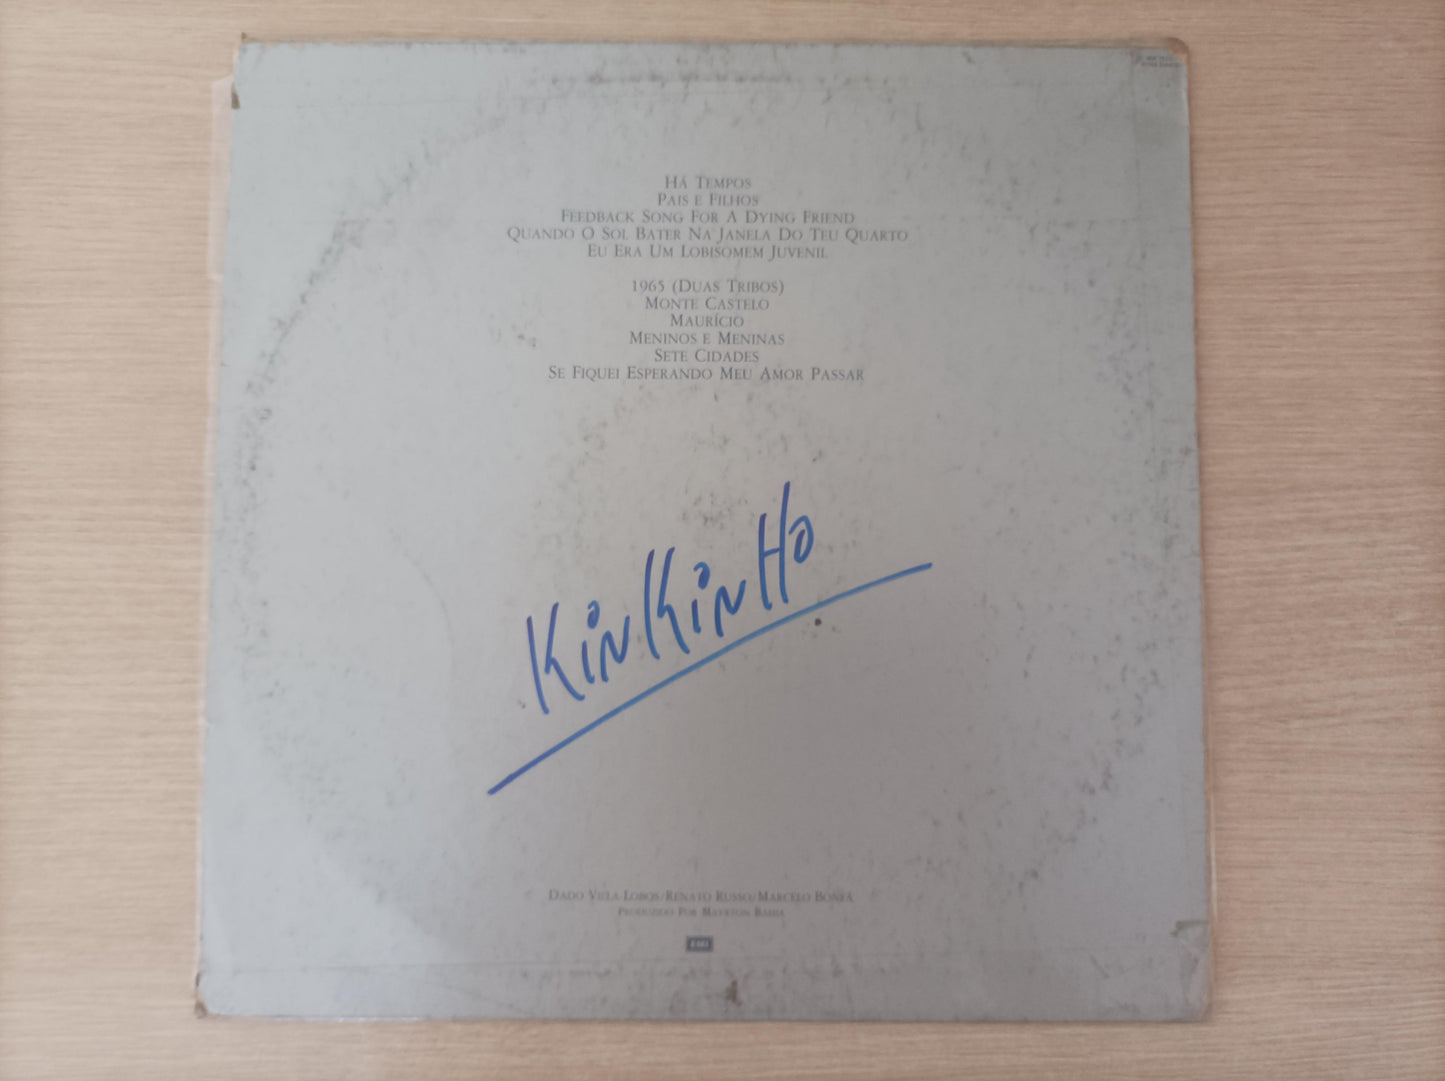 Há Tempos
Pais e Filhos
Feedback Song For A Dying Friend
Quando O Sol Bater Na Janela Do Teu Quarto
Eu Era Um Lobisomem Juvenil
1965 (Duas Tribos)
Monte Castelo
Maurício
Meninos e Meninas
Sete Cidades
Se Fiquei Esperando Meu Amor Passar
KinKinHo
Dado Villa-Lobos/Renato Russo/Marcelo Bonfá
Produzido Por Mayrton Bahia
EMI